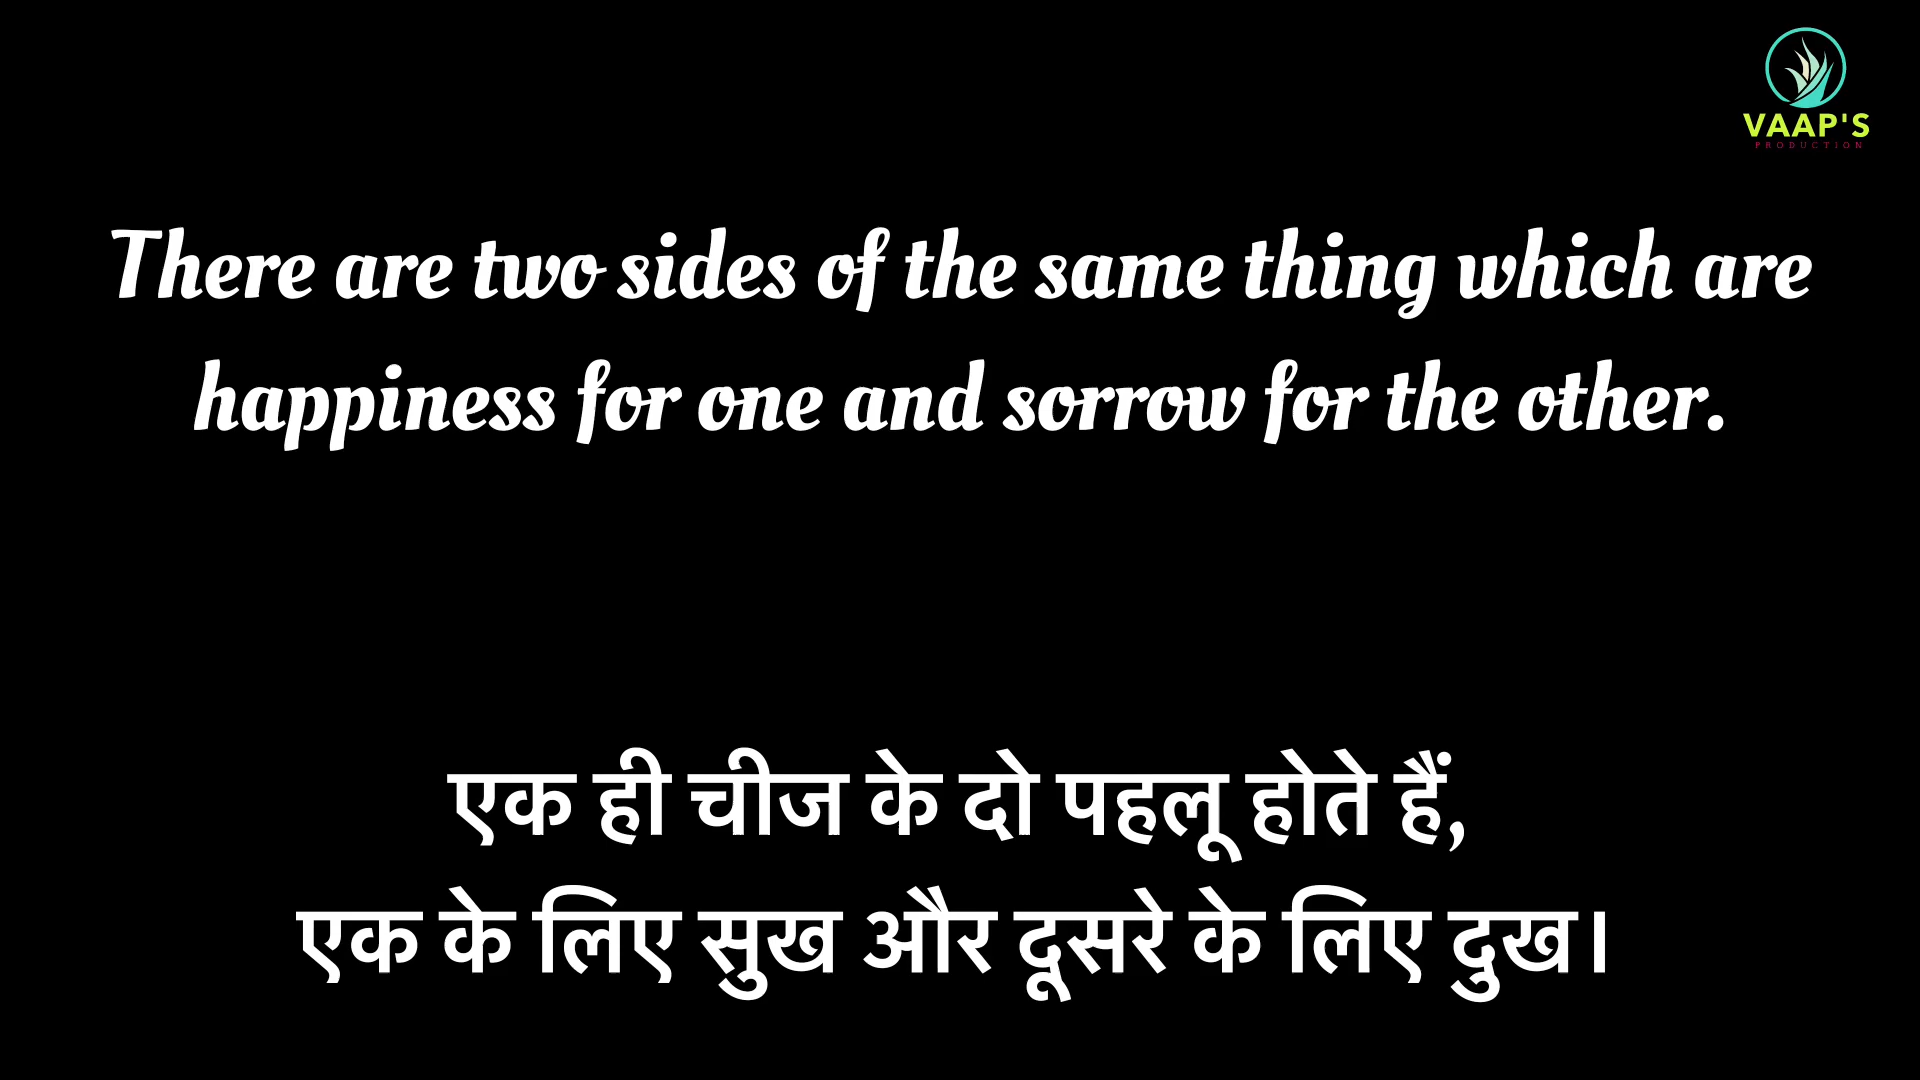 VAAP'S
PRODUCTION
There are two sides of the same thing which are
happiness for one and sorrow for the other.
एक ही चीज के दो पहलू होते हैं,
एक के लिए सुख और दूसरे के लिए दुख।